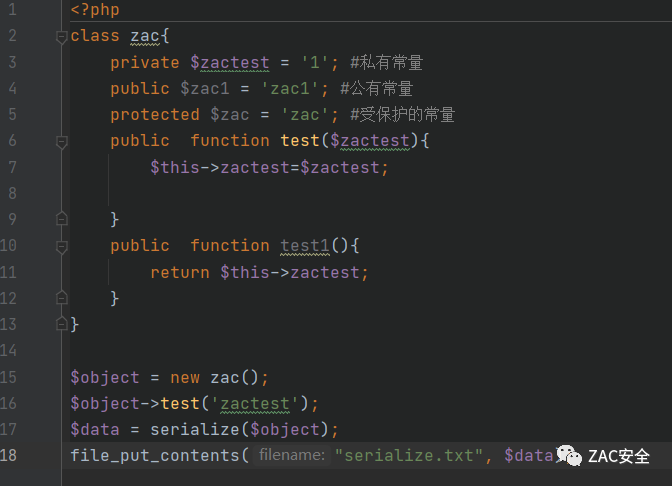 1 <?php
2 class zac{
3 private $zactest = '1'; #私有常量
4 public $zac1 = 'zac1'; #公有常量
5 protected $zac = 'zac'; #受保护的常量
6 public  function test($zactest){
7 $this->zactest=$zactest;
8
9 }
10 public  function test1(){
11 return $this->zactest;
12 }
13 }
14
15 $object = new zac();
16 $object->test('zactest');
17 $data = serialize($object);
18 file_put_contents( filename: "serialize.txt", $data
ZAC安全